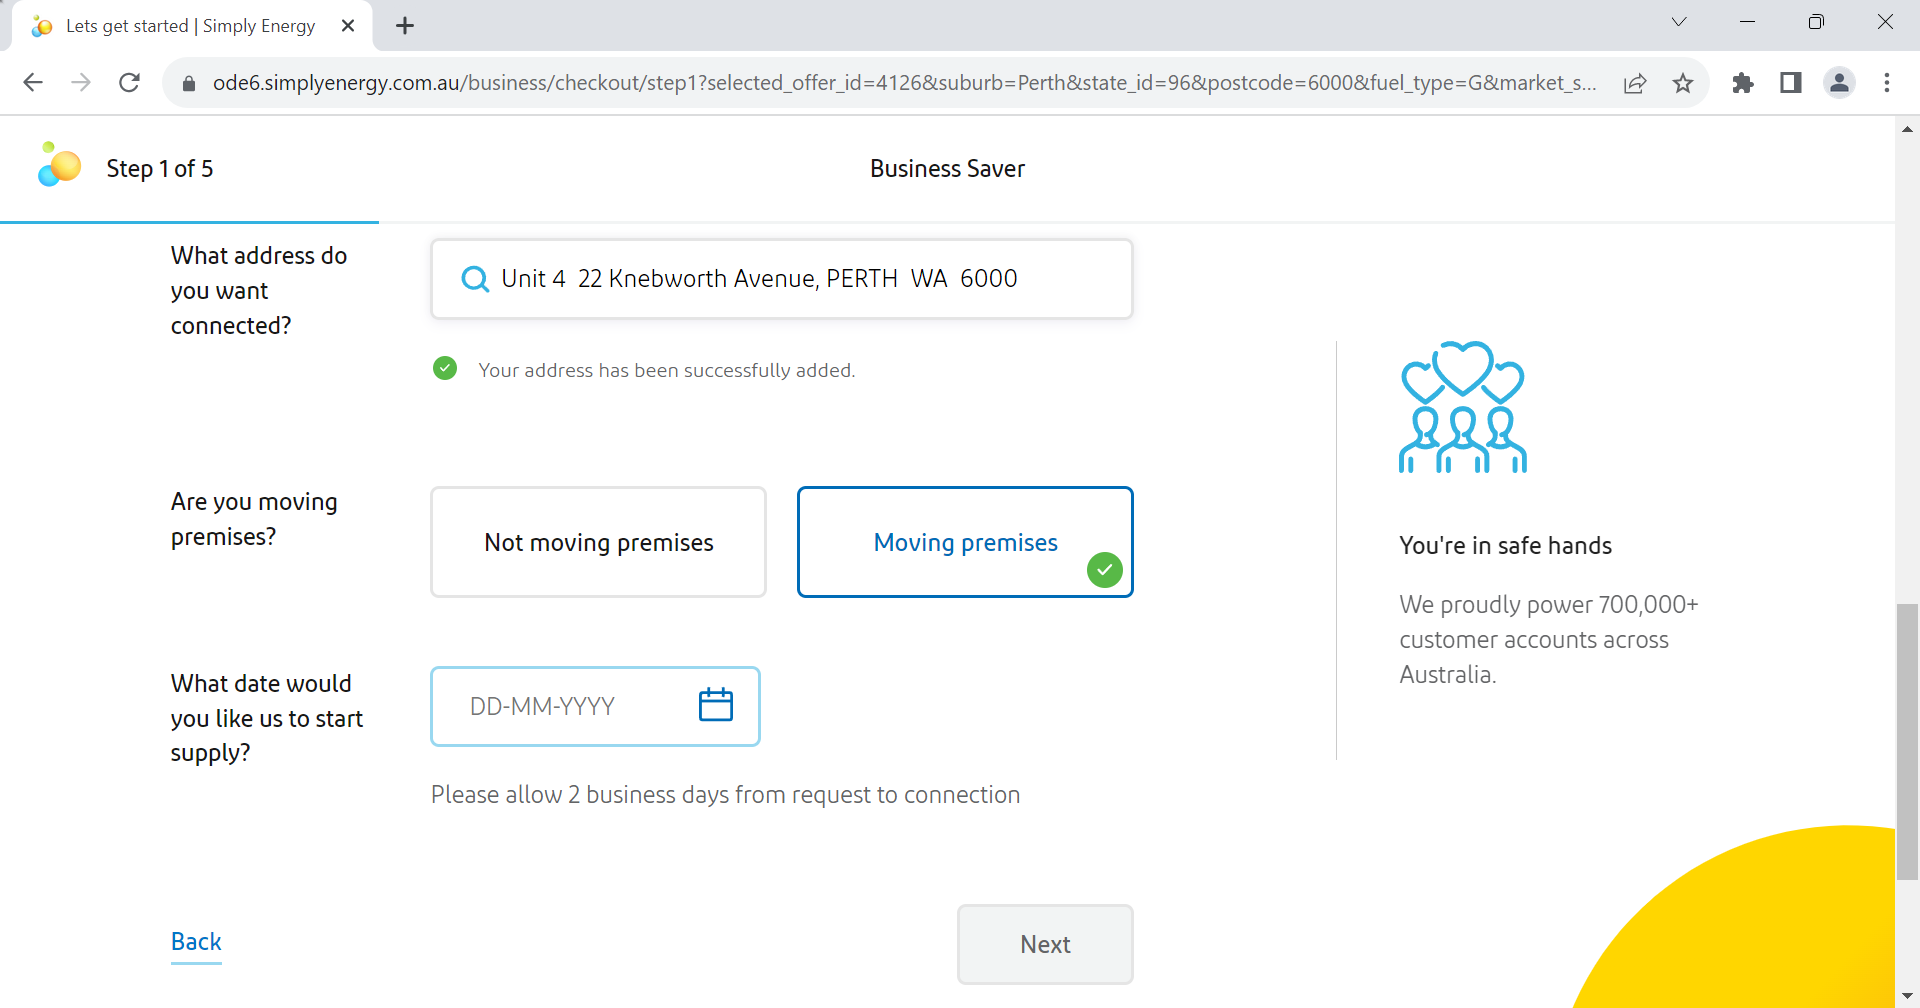 Lets get started | Simply Energy
ode6.simplyenergy.com.au/business/checkout/step1?selected_offer_id=4126&suburb=Perth&state_id=96&postcode=6000&fuel_type=G&market_s...
Step 1 of 5
Business Saver
What address do
you want
connected?
Unit 4  22 Knebworth Avenue, PERTH  WA  6000
Your address has been successfully added.
Are you moving
premises?
Not moving premises
Moving premises
What date would
you like us to start
supply?
DD-MM-YYYY
Please allow 2 business days from request to connection
You're in safe hands
We proudly power 700,000+
customer accounts across
Australia.
Back
Next